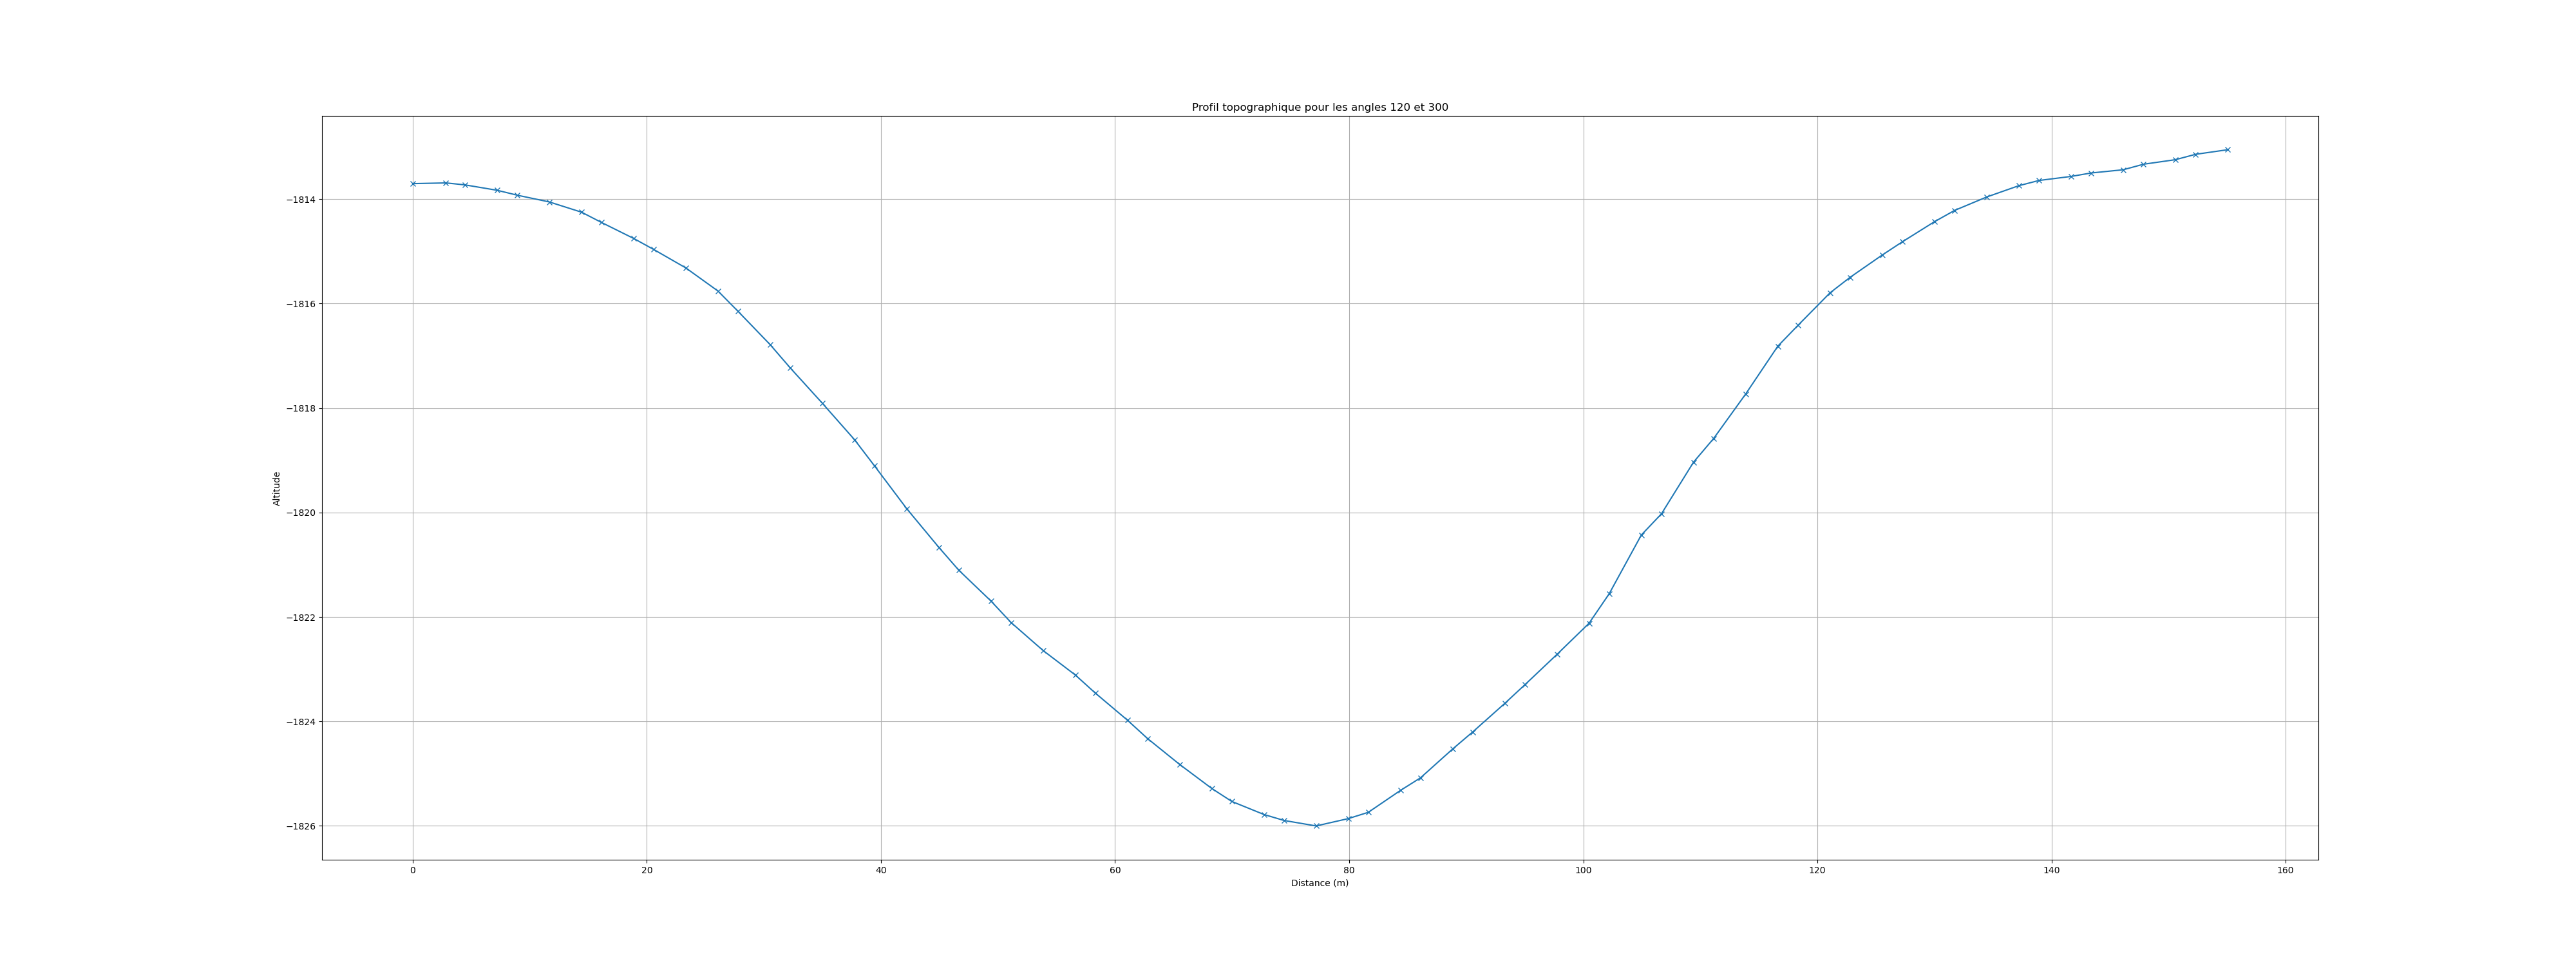 Profil topographique pour les angles 120 et 300
Altitude
−1814
−1816
−1818
−1820
−1822
−1824
−1826
0 20 40 60 80 100 120 140 160
Distance (m)